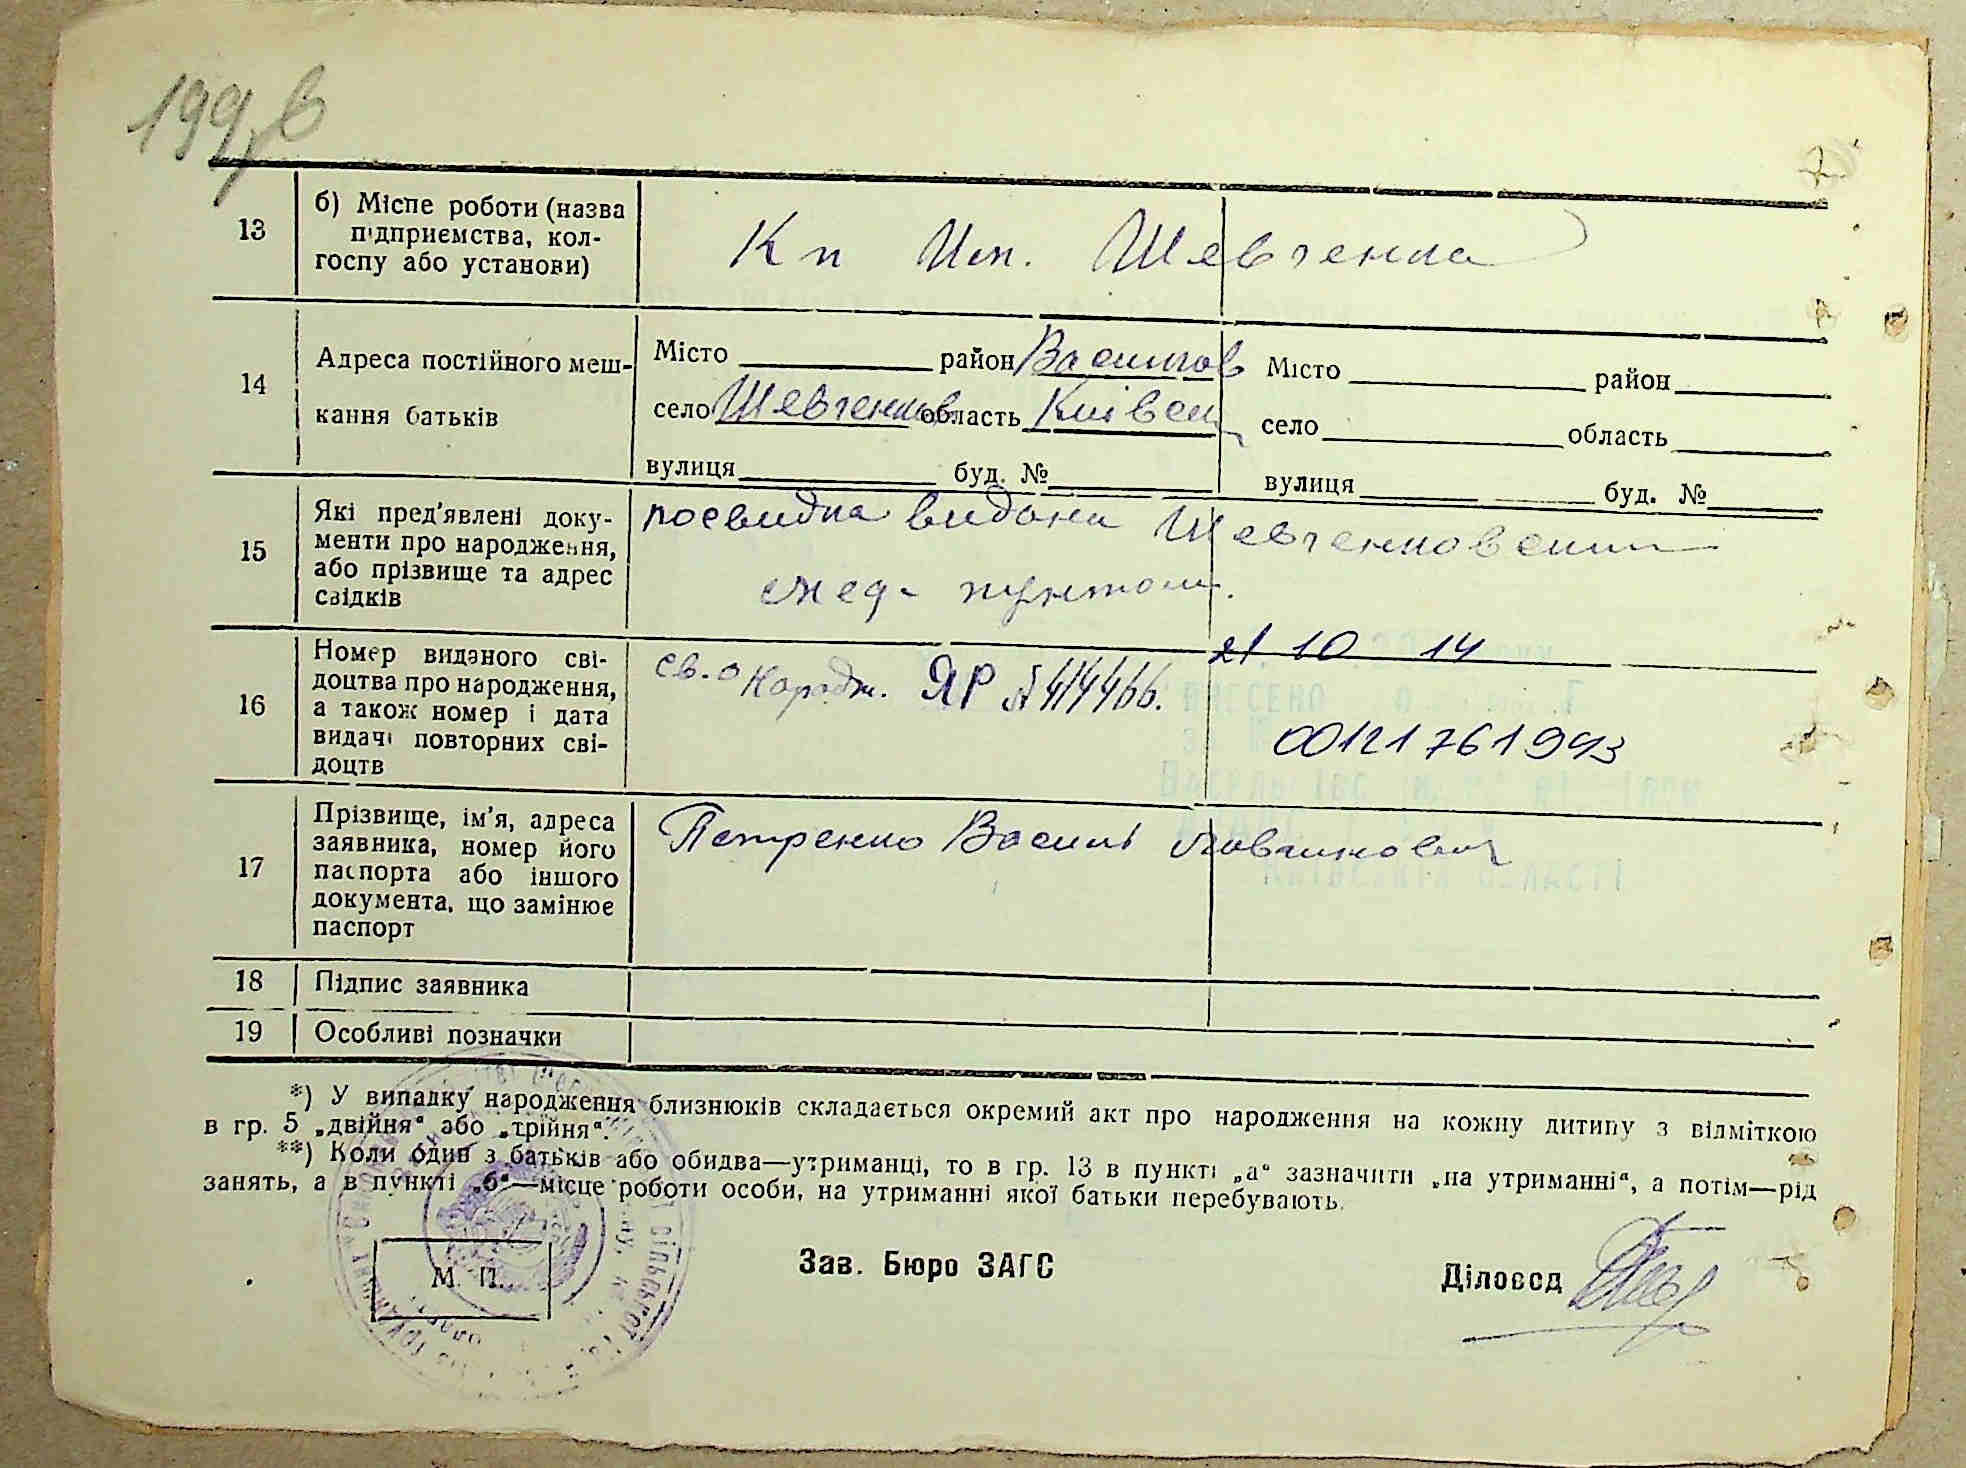 199 в
13
б) Місце роботи (назва
підприємства, кол-
госпу або установи)
Кп Им. Шевченка
14
Адреса постійного меш-
кання батьків
Місто район Васильков
село Шевченков область Київськ
вулиця буд. №
Місто район
село область
вулиця буд. №
15
Які пред'явлені доку-
менти про народження,
або прізвище та адрес
свідків
посвидка видана Шевченковским
мед. пунктом.
16
Номер виданого сві-
доцтва про народження,
а також номер і дата
видачі повторних сві-
доцтв
св. о народж. ЯР № 414466.
21 10 14
00121761993
17
Прізвище, ім'я, адреса
заявника, номер його
паспорта або іншого
документа, що замінює
паспорт
Петренко Василь
18
Підпис заявника
19
Особливі позначки
*) У випадку народження близнюків складається окремий акт про народження на кожну дитину з відміткою
в гр. 5 „двійня“ або „трійня“.
**) Коли один з батьків або обидва—утриманці, то в гр. 13 в пункті „а“ зазначити „на утриманні“, а потім—рід
занять, а в пункті „б“—місце роботи особи, на утриманні якої батьки перебувають.
М. П.
Зав. Бюро ЗАГС
Діловод